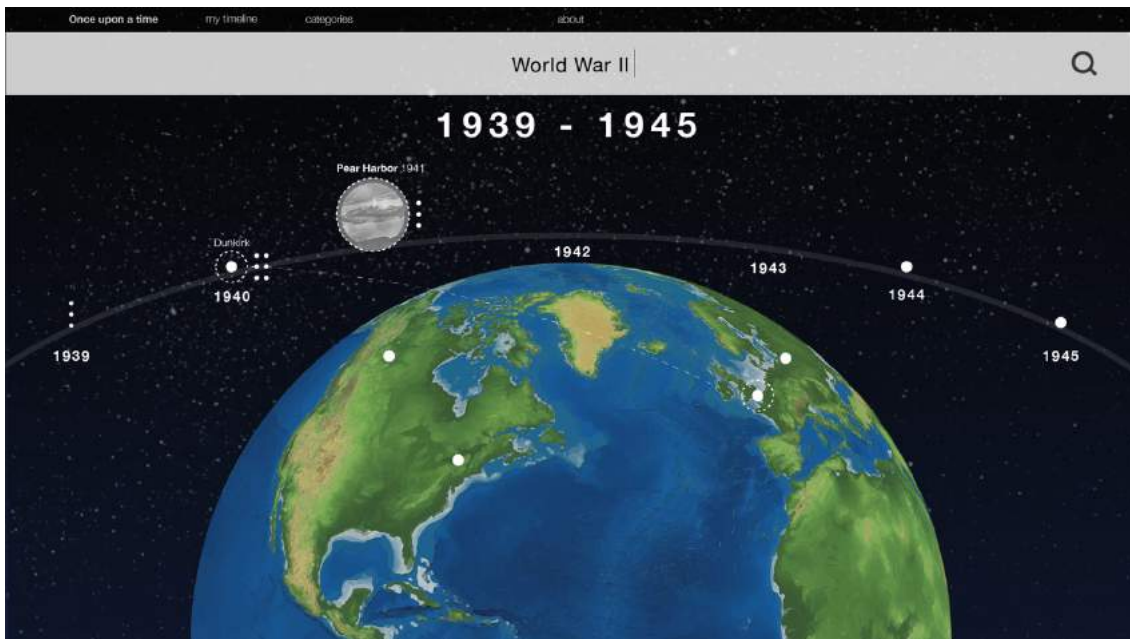 Once upon a time my timeline categories about
World War II
1939 - 1945
Pear Harbor 1941
Dunkirk
1942
1943
1940
1944
1939
1945